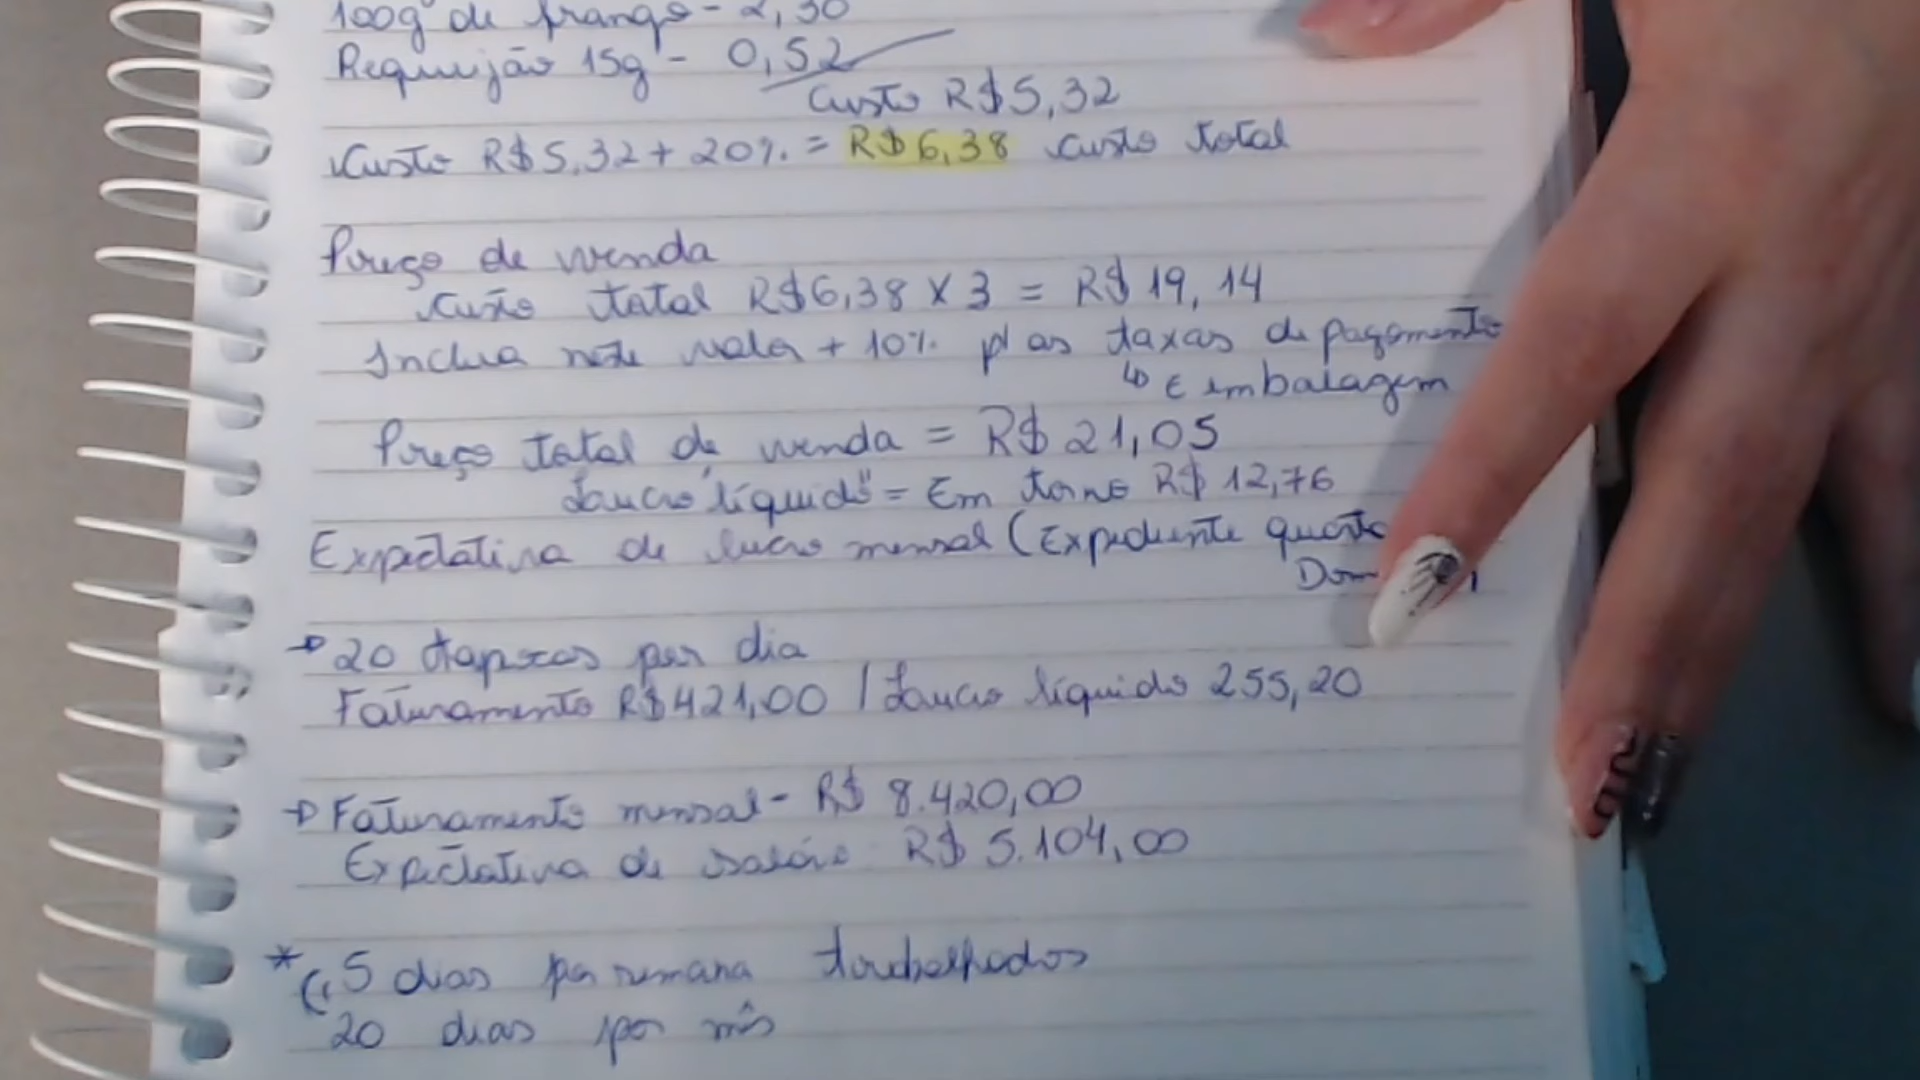 100g de frango - 2,50
Requeijão 15g - 0,52
Custo R$5,32
Custo R$5,32 + 20% = R$6,38 custo total
Preço de venda
Custo total R$6,38 X 3 = R$ 19,14
Inclua neste valor + 10% p/ as taxas de pagamento
E embalagem
Preço total de venda = R$ 21,05
"Lucro líquido" = Em torno R$ 12,76
Expectativa de lucro mensal (Expediente quarta
Dom
20 tapiocas por dia
Faturamento R$421,00 / Lucro líquido 255,20
Faturamento mensal - R$ 8.420,00
Expectativa de salário R$ 5.104,00
* 5 dias por semana trabalhados
20 dias por mês